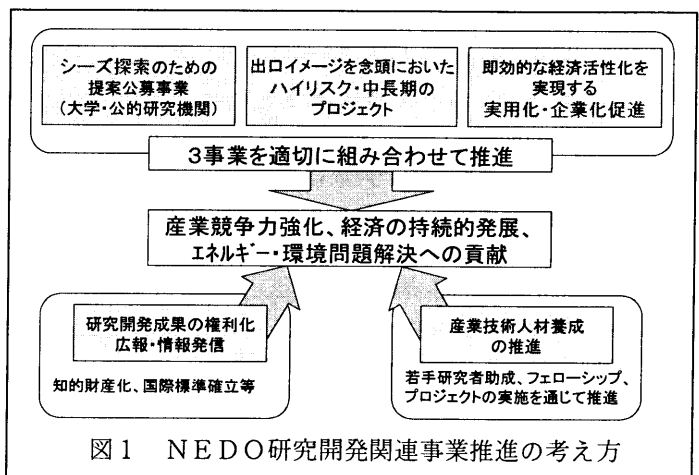 シーズ探索のための
提案公募事業
（大学・公的研究機関）
出口イメージを念頭においた
ハイリスク・中長期の
プロジェクト
即効的な経済活性化を
実現する
実用化・企業化促進
３事業を適切に組み合わせて推進
産業競争力強化、経済の持続的発展、
エネルギー・環境問題解決への貢献
研究開発成果の権利化
広報・情報発信
知的財産化、国際標準確立等
産業技術人材養成
の推進
若手研究者助成、フェローシップ、
プロジェクトの実施を通じて推進
図１　ＮＥＤＯ研究開発関連事業推進の考え方